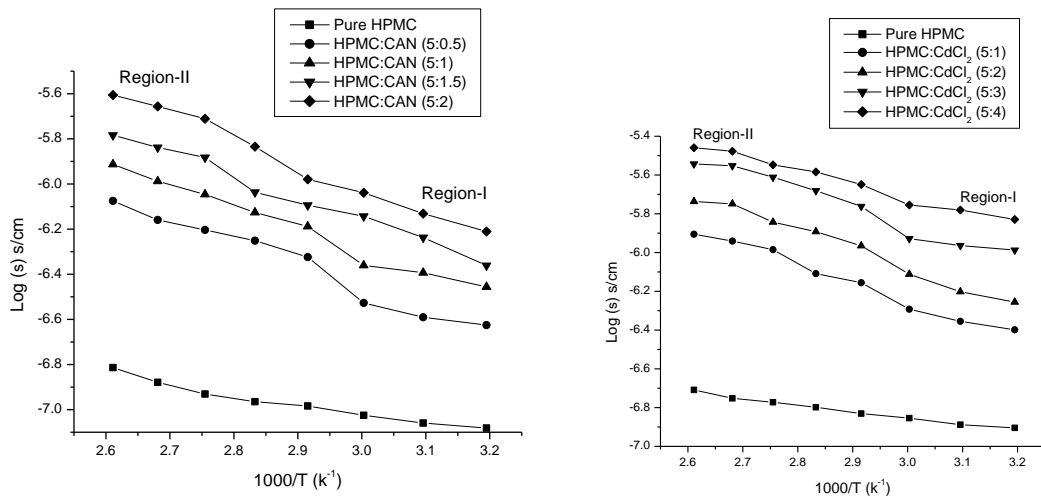 Pure HPMC
HPMC:CAN (5:0.5)
HPMC:CAN (5:1)
HPMC:CAN (5:1.5)
HPMC:CAN (5:2)
Region-II
Region-I
-5.6
-5.8
-6.0
-6.2
-6.4
-6.6
-6.8
-7.0
Log (s) s/cm
2.6 2.7 2.8 2.9 3.0 3.1 3.2
1000/T (k⁻¹)
Pure HPMC
HPMC:CdCl₂ (5:1)
HPMC:CdCl₂ (5:2)
HPMC:CdCl₂ (5:3)
HPMC:CdCl₂ (5:4)
Region-II
Region-I
-5.4
-5.6
-5.8
-6.0
-6.2
-6.4
-6.6
-6.8
-7.0
Log (s) s/cm
2.6 2.7 2.8 2.9 3.0 3.1 3.2
1000/T (k⁻¹)